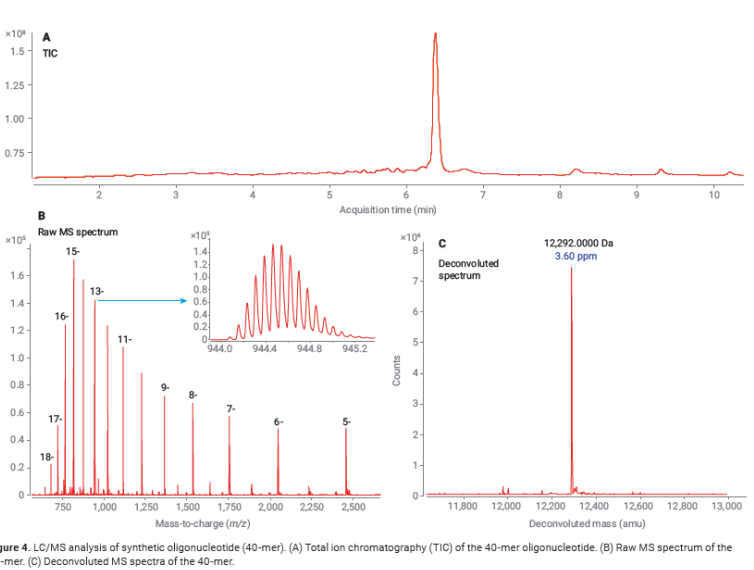 ×10⁸
A
TIC
1.5
1.25
1.00
0.75
2 3 4 5 6 7 8 9 10
Acquisition time (min)
B
Raw MS spectrum
×10⁵
1.6
1.4
1.2
1.0
0.8
0.6
0.4
0.2
0
18-
17-
16-
15-
13-
11-
9-
8-
7-
6-
5-
750 1,000 1,250 1,500 1,750 2,000 2,250 2,500
Mass-to-charge (m/z)
1.4
1.2
1.0
0.8
0.6
0.4
0.2
0
944.0 944.4 944.8 945.2
C
Deconvoluted
spectrum
12,292.0000 Da
3.60 ppm
8
7
6
5
4
3
2
1
0
Counts
11,800 12,000 12,200 12,400 12,600 12,800 13,000
Deconvoluted mass (amu)
gure 4. LC/MS analysis of synthetic oligonucleotide (40-mer). (A) Total ion chromatography (TIC) of the 40-mer oligonucleotide. (B) Raw MS spectrum of the
-mer. (C) Deconvoluted MS spectra of the 40-mer.